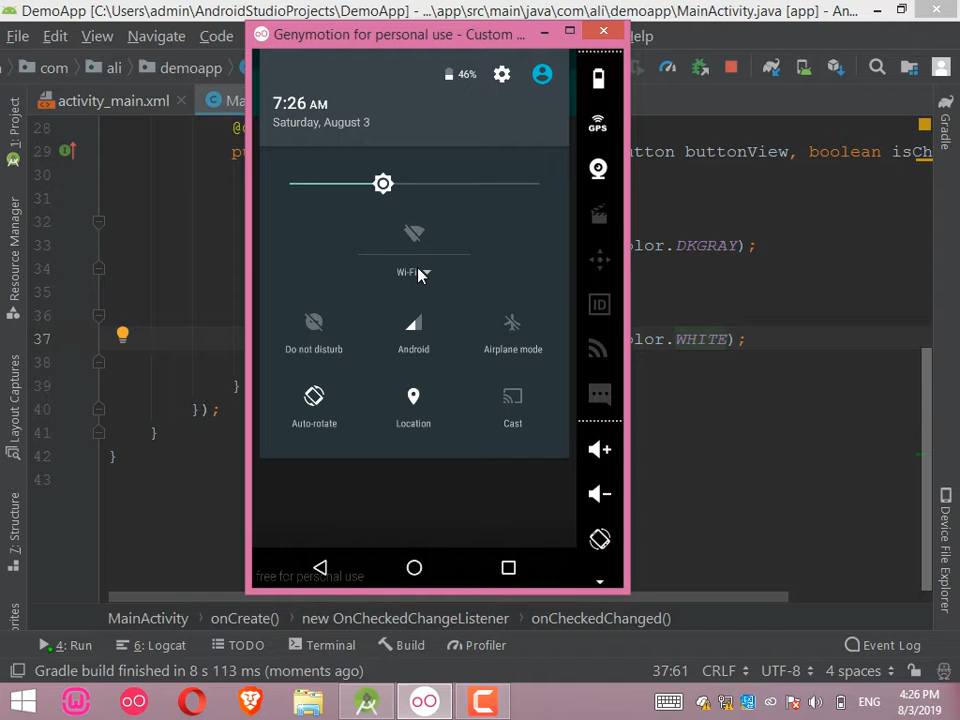 DemoApp [C:\Users\admin\AndroidStudioProjects\DemoApp] - ...\app\src\main\java\com\ali\demoapp\MainActivity.java [app] - An...
File Edit View Navigate Code
Genymotion for personal use - Custom ...
elp
com ali demoapp
activity_main.xml
Ma
46%
7:26 AM
Saturday, August 3
Wi-Fi
Do not disturb
Android
Airplane mode
Auto-rotate
Location
Cast
free for personal use
GPS
ID
1: Project
Resource Manager
Layout Captures
7: Structure
orites
Gradle
Device File Explorer
28
29 utton buttonView, boolean isCh
30
31
32
33 olor.DKGRAY);
34
35
36
37 olor.WHITE);
38
39 }
40 });
41 }
42 }
43
MainActivity onCreate() new OnCheckedChangeListener onCheckedChanged()
4: Run 6: Logcat TODO Terminal Build Profiler Event Log
Gradle build finished in 8 s 113 ms (moments ago) 37:61 CRLF UTF-8 4 spaces
ENG
4:26 PM
8/3/2019